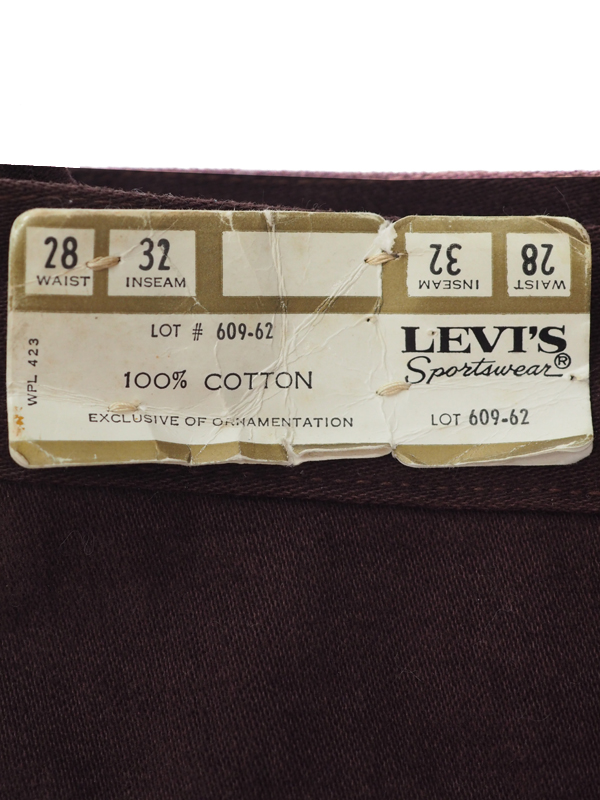 28 WAIST
32 INSEAM
32 INSEAM
28 WAIST
WPL 423
LOT # 609-62
100% COTTON
EXCLUSIVE OF ORNAMENTATION
LEVI'S
Sportswear®
LOT 609-62